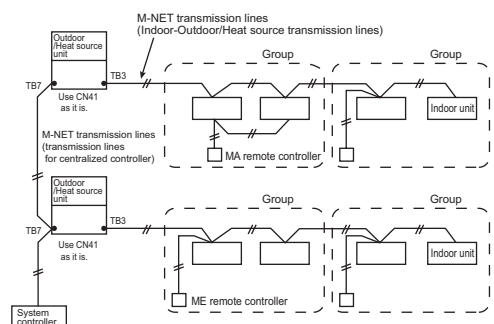 M-NET transmission lines
(Indoor-Outdoor/Heat source transmission lines)
Outdoor
/Heat source
unit
TB3
TB7
Use CN41
as it is.
Group
Group
Indoor unit
MA remote controller
M-NET transmission lines
(transmission lines
for centralized controller)
Outdoor
/Heat source
unit
TB3
TB7
Use CN41
as it is.
Group
Group
Indoor unit
ME remote controller
System
controller